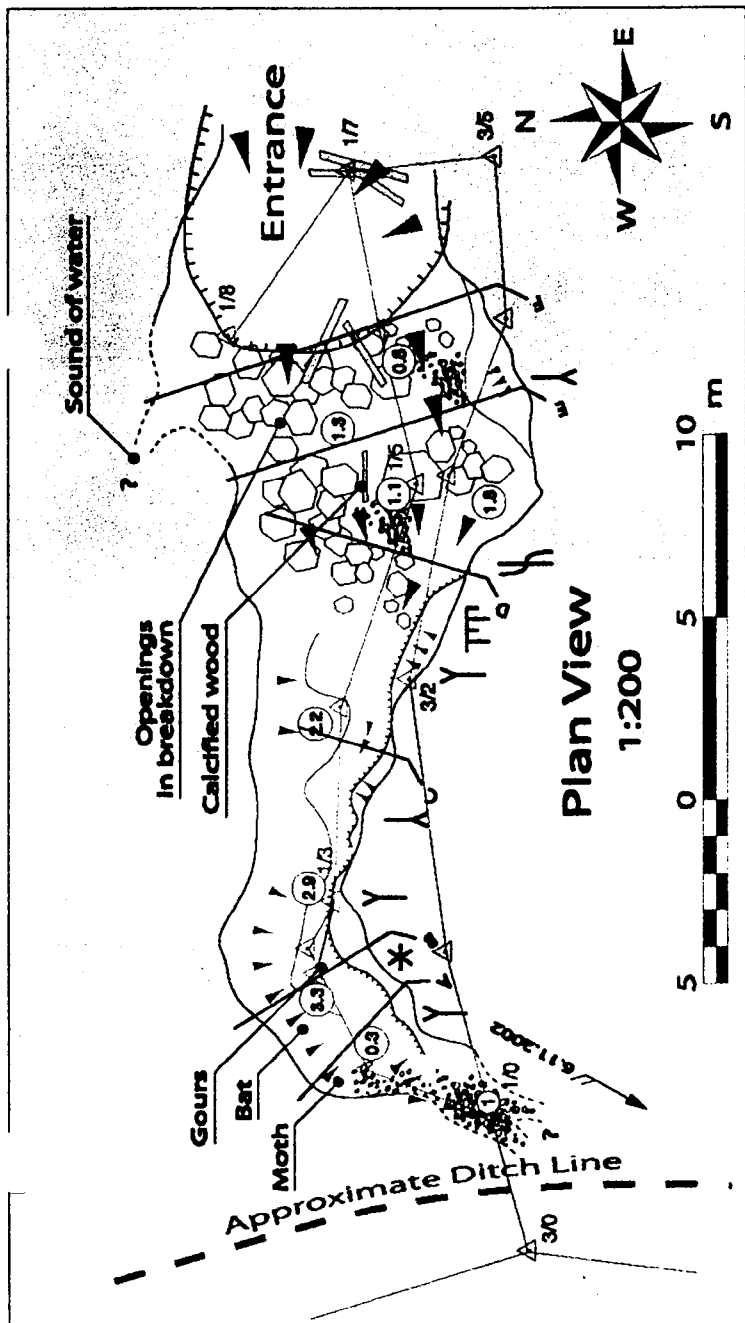 Sound of water
?
Openings
in breakdown
Calcified wood
Gours
Bat
Moth
Entrance
1/8
1/7
3/5
1.3
0.8
1/5
1.1
1.8
2.2
3/2
2.9
1/3
3.3
0.3
1
1/0
?
3/0
6.11.2002
Approximate Ditch Line
Plan View
1:200
5 0 5 10 m
N
E
S
W